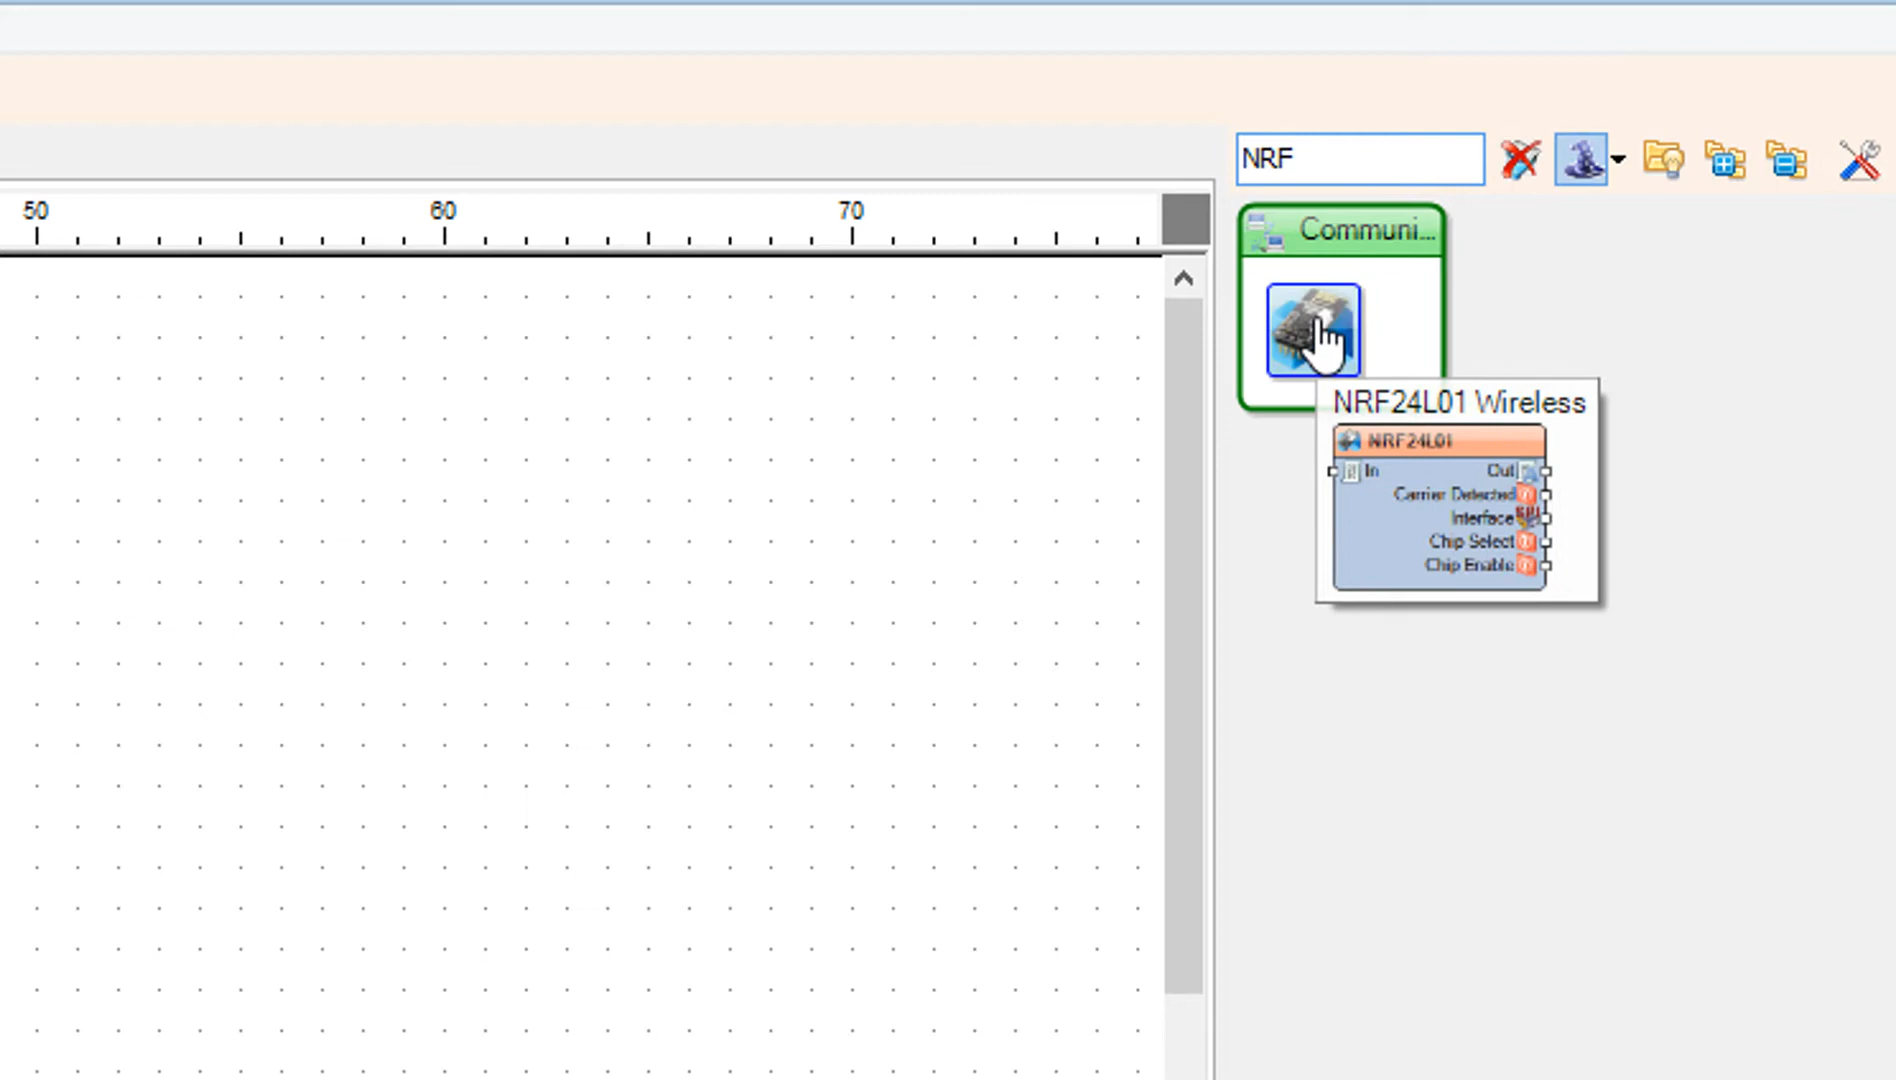 NRF
50 60 70
Communi...
NRF24L01 Wireless
NRF24L01
In Out
Carrier Detected
Interface
Chip Select
Chip Enable